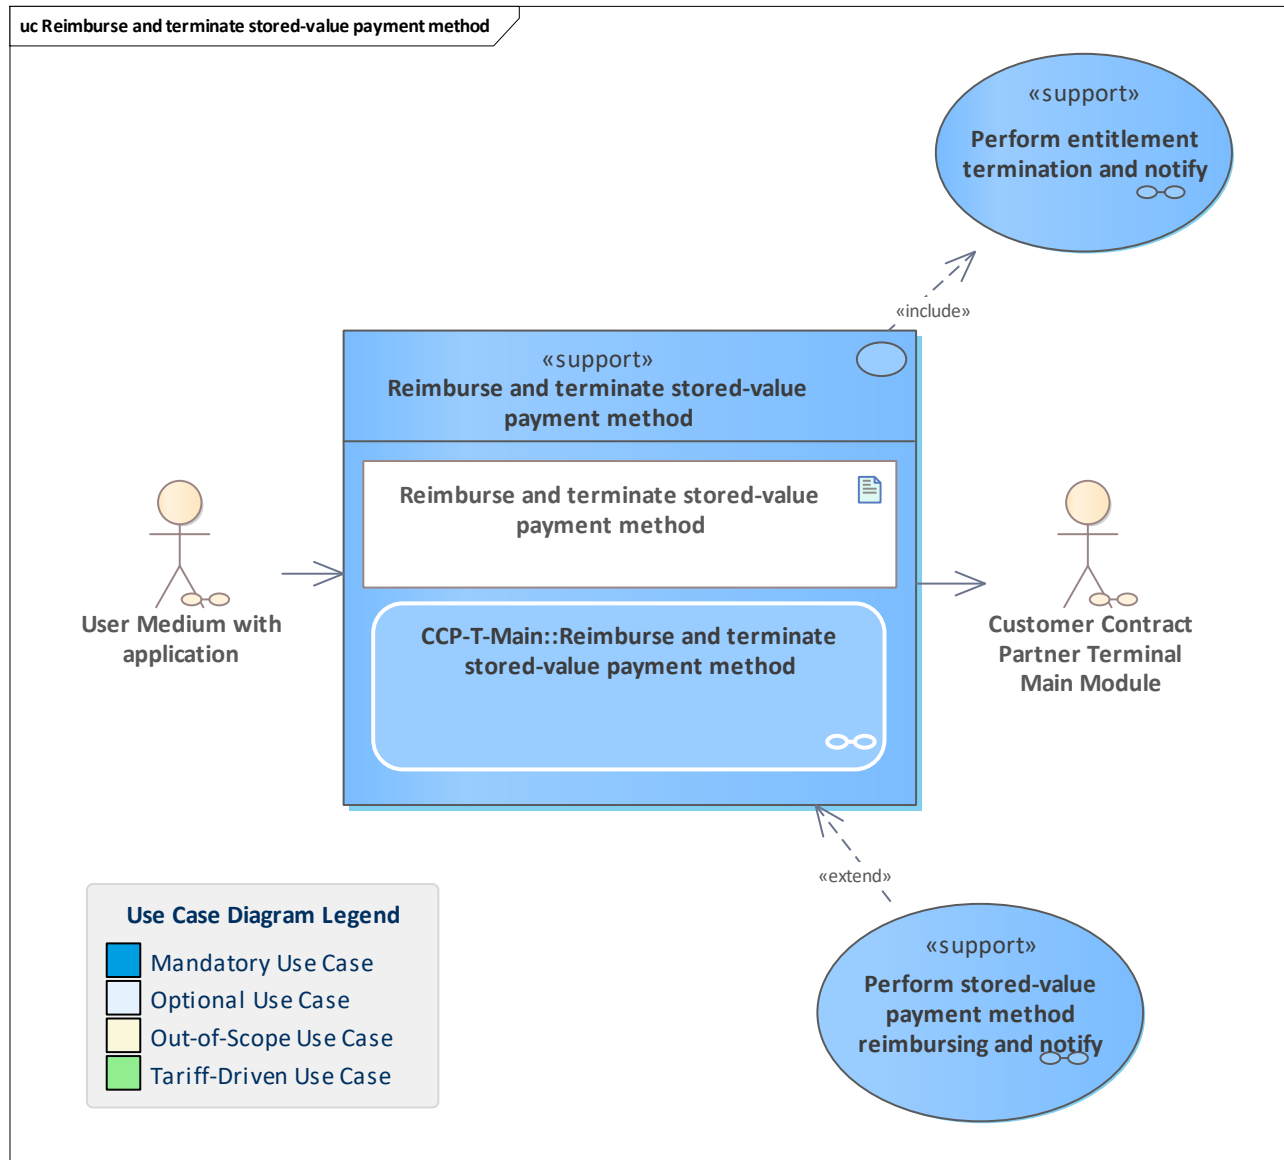 uc Reimburse and terminate stored-value payment method
«support»
Perform entitlement
termination and notify
«include»
«support»
Reimburse and terminate stored-value
payment method
Reimburse and terminate stored-value
payment method
CCP-T-Main::Reimburse and terminate
stored-value payment method
User Medium with
application
Customer Contract
Partner Terminal
Main Module
«extend»
«support»
Perform stored-value
payment method
reimbursing and notify
Use Case Diagram Legend
Mandatory Use Case
Optional Use Case
Out-of-Scope Use Case
Tariff-Driven Use Case